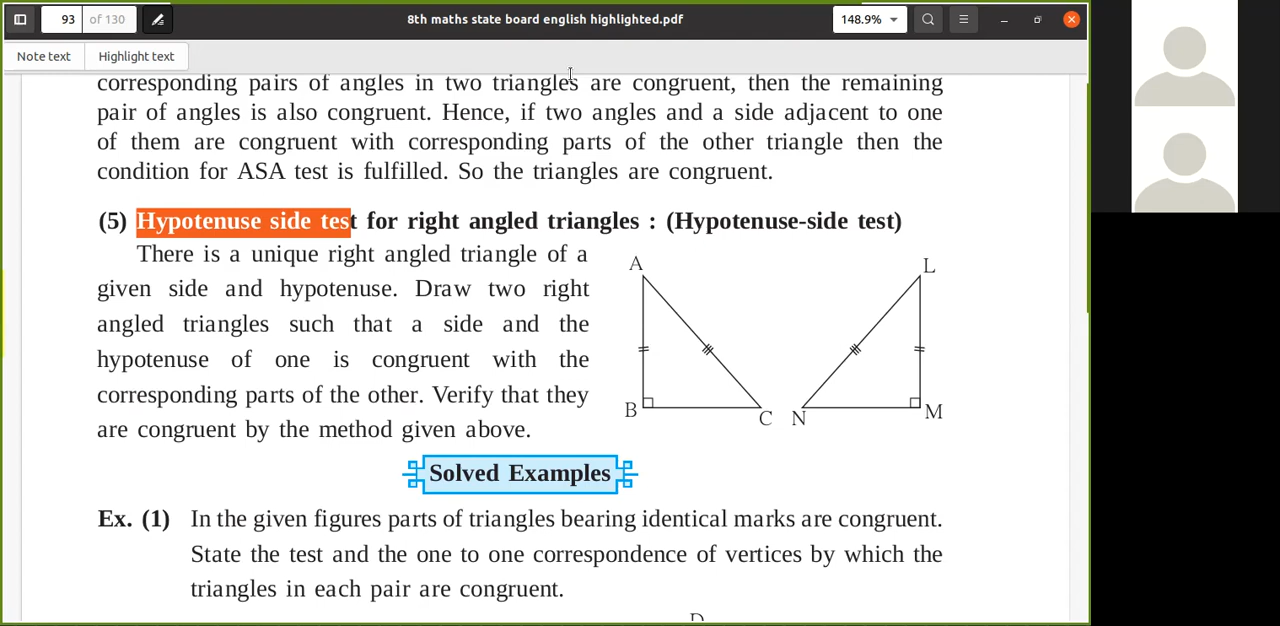 93 of 130
8th maths state board english highlighted.pdf
148.9%
Note text
Highlight text
corresponding pairs of angles in two triangles are congruent, then the remaining
pair of angles is also congruent. Hence, if two angles and a side adjacent to one
of them are congruent with corresponding parts of the other triangle then the
condition for ASA test is fulfilled. So the triangles are congruent.
(5) Hypotenuse side test for right angled triangles : (Hypotenuse-side test)
There is a unique right angled triangle of a
given side and hypotenuse. Draw two right
angled triangles such that a side and the
hypotenuse of one is congruent with the
corresponding parts of the other. Verify that they
are congruent by the method given above.
A
L
B
C
N
M
Solved Examples
Ex. (1) In the given figures parts of triangles bearing identical marks are congruent.
State the test and the one to one correspondence of vertices by which the
triangles in each pair are congruent.
D